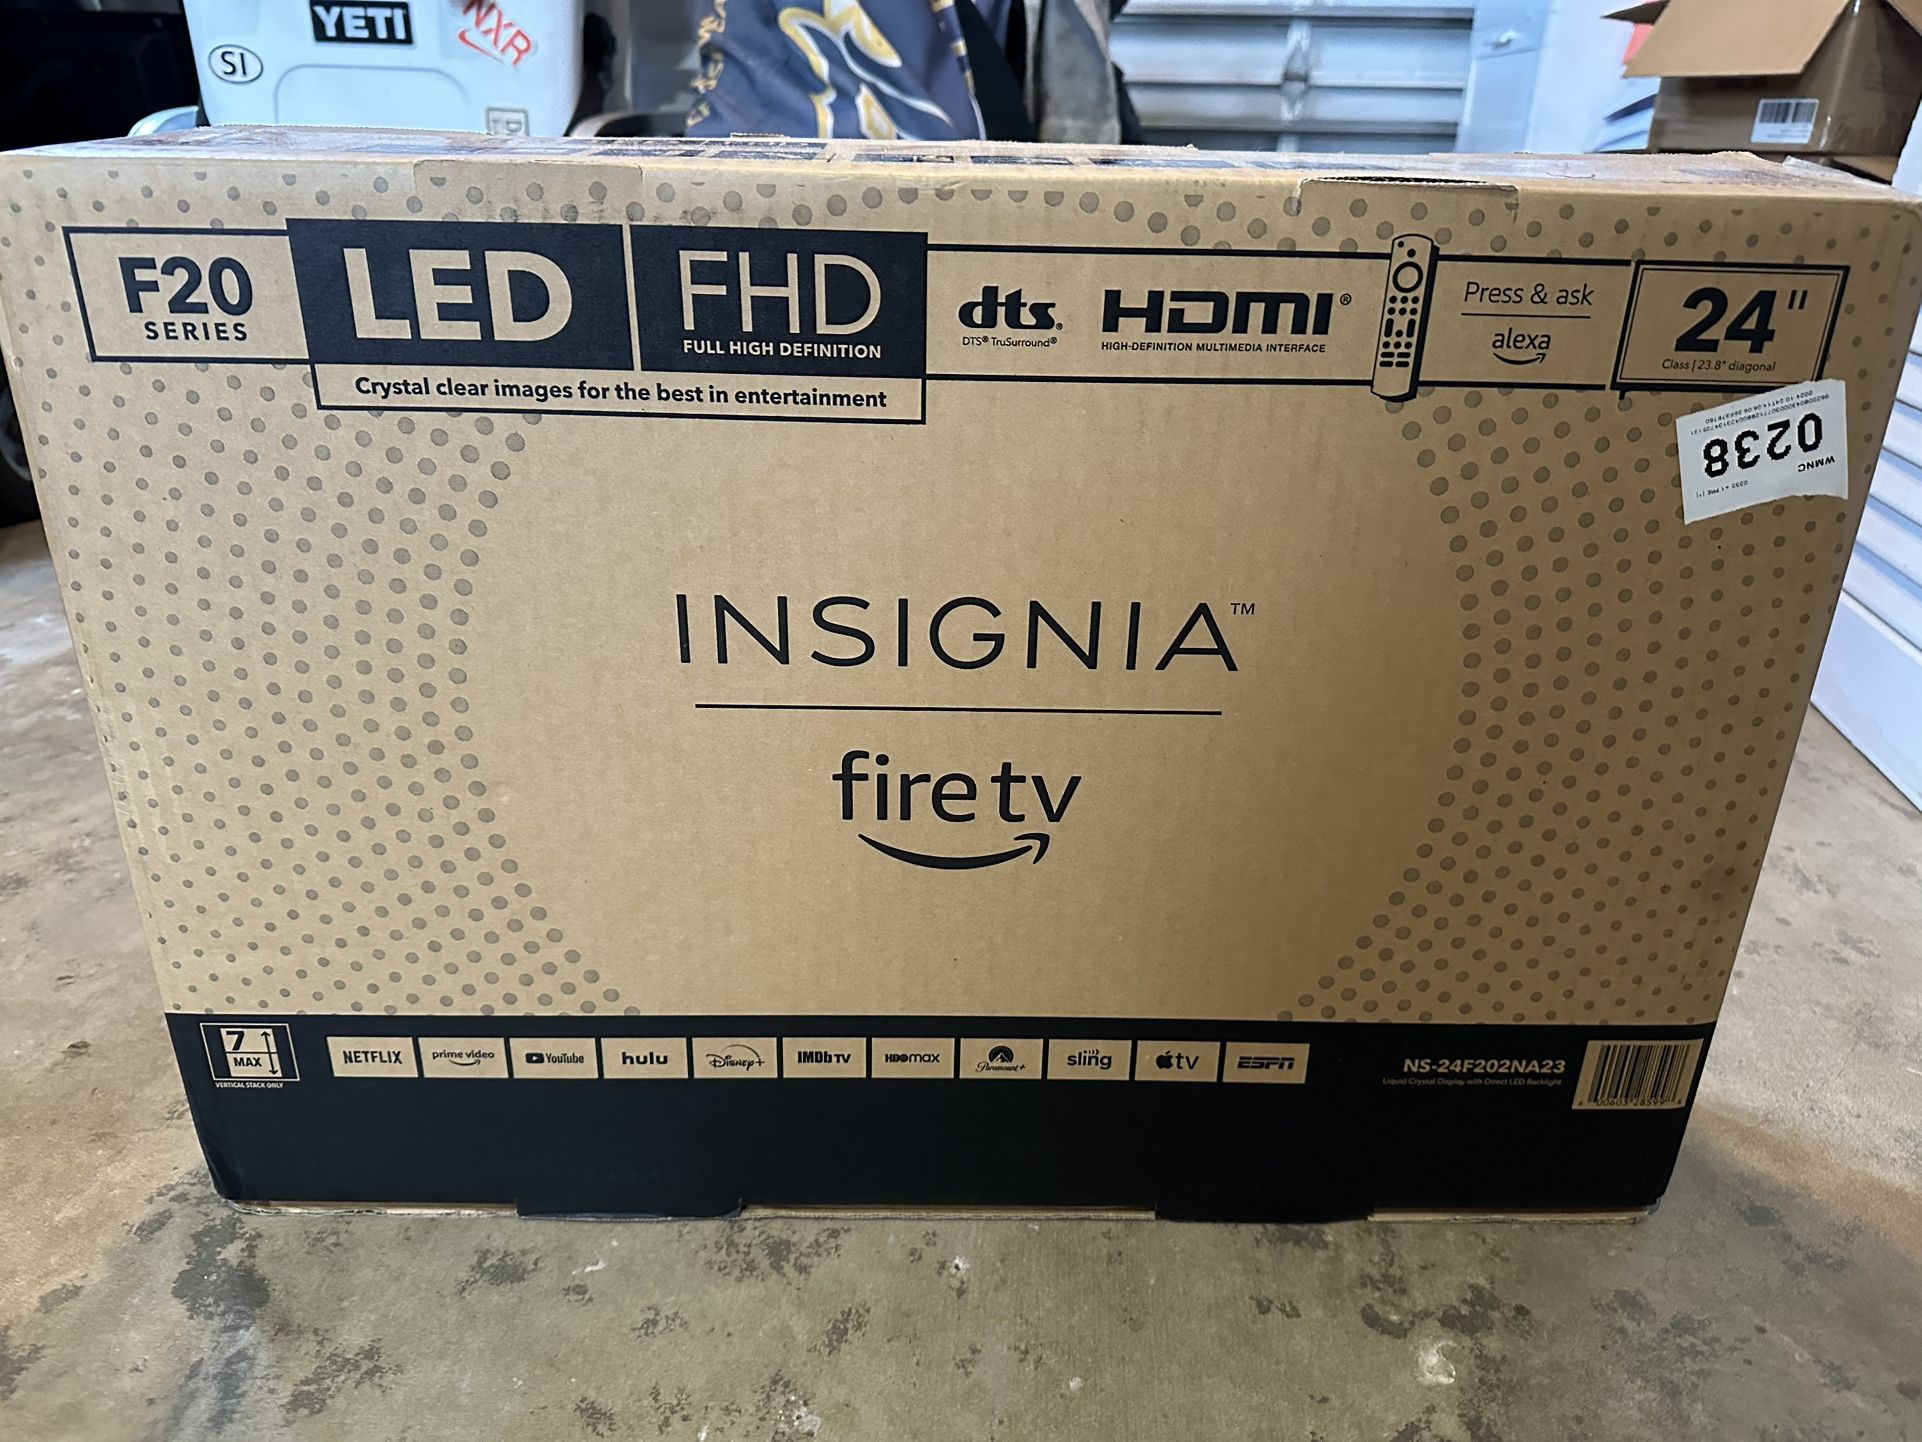 YETI
SI
NXR
F20
SERIES
LED
FHD
FULL HIGH DEFINITION
Crystal clear images for the best in entertainment
dts®
DTS® TruSurround®
HDMI®
HIGH-DEFINITION MULTIMEDIA INTERFACE
Press & ask
alexa
24"
Class | 23.8" diagonal
WMNC
0238
INSIGNIA™
fire tv
7
MAX
VERTICAL STACK ONLY
NETFLIX
prime video
YouTube
hulu
Disney+
IMDb TV
HBOmax
Paramount+
sling
tv
ESPN
NS-24F202NA23
Liquid Crystal Display with Direct LED Backlight